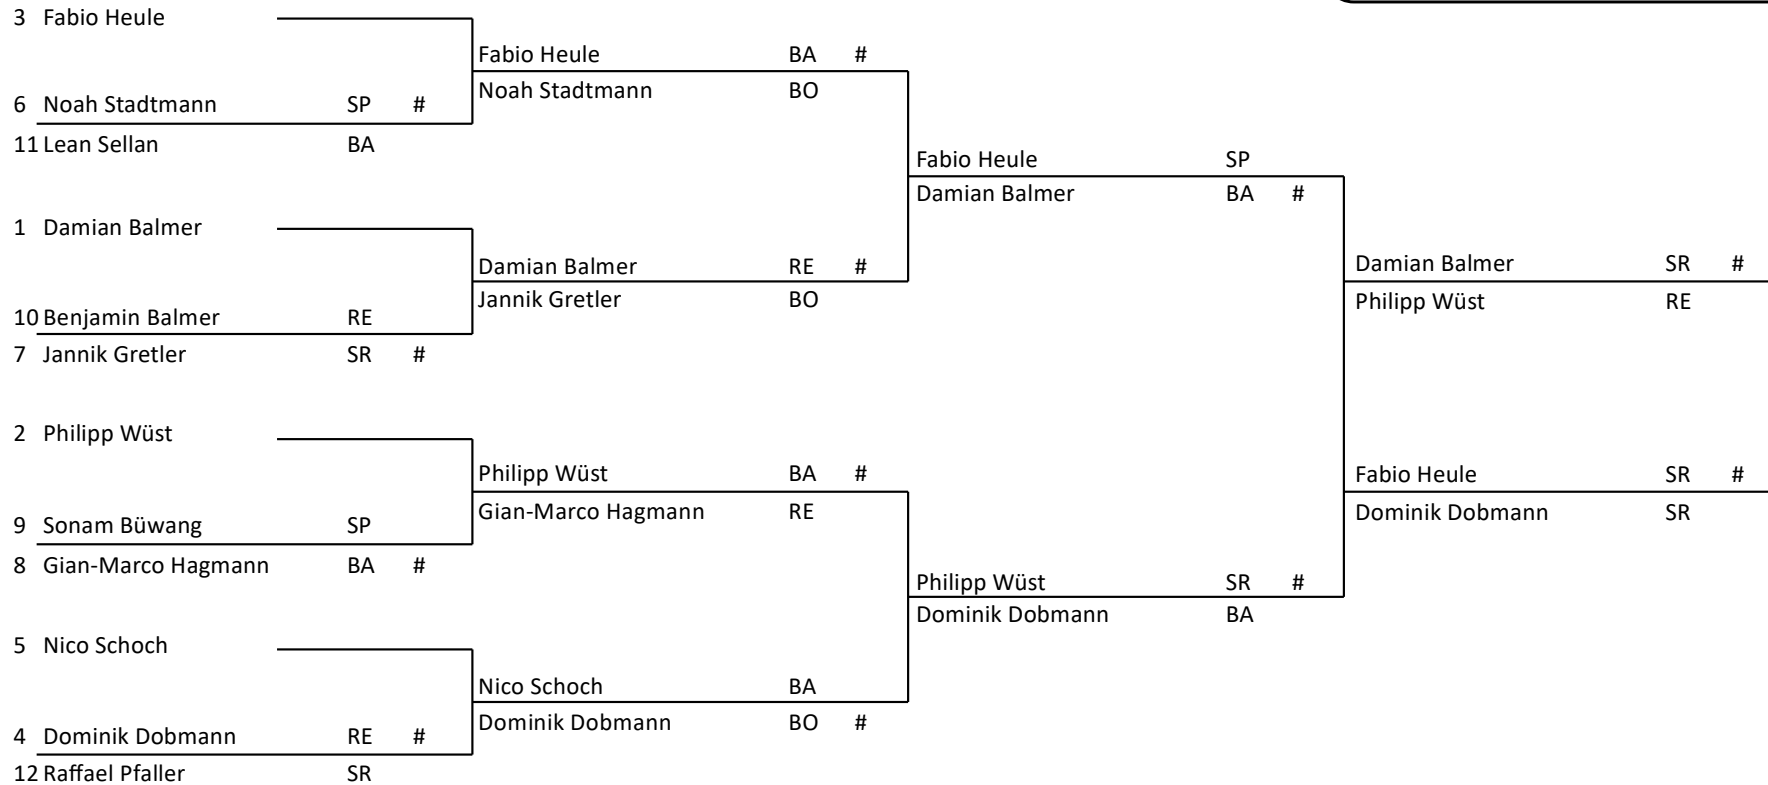 3 Fabio Heule
Fabio Heule BA #
Noah Stadtmann BO
6 Noah Stadtmann SP #
11 Lean Sellan BA
Fabio Heule SP
Damian Balmer BA #
1 Damian Balmer
Damian Balmer RE #
Jannik Gretler BO
Damian Balmer SR #
Philipp Wüst RE
10 Benjamin Balmer RE
7 Jannik Gretler SR #
2 Philipp Wüst
Philipp Wüst BA #
Gian-Marco Hagmann RE
Fabio Heule SR #
Dominik Dobmann SR
9 Sonam Büwang SP
8 Gian-Marco Hagmann BA #
Philipp Wüst SR #
Dominik Dobmann BA
5 Nico Schoch
Nico Schoch BA
Dominik Dobmann BO #
4 Dominik Dobmann RE #
12 Raffael Pfaller SR